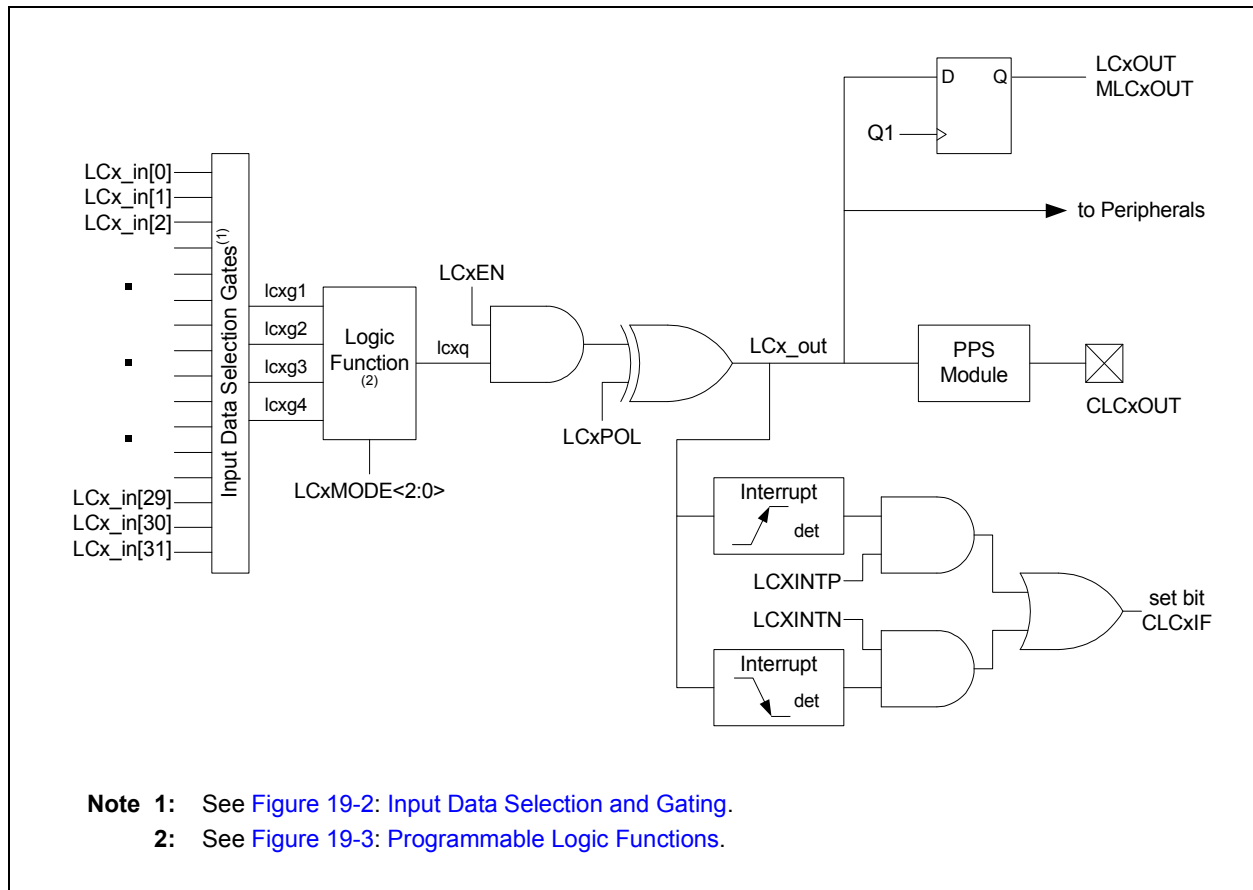 LCx_in[0]
LCx_in[1]
LCx_in[2]
LCx_in[29]
LCx_in[30]
LCx_in[31]
Input Data Selection Gates(1)
lcxg1
lcxg2
lcxg3
lcxg4
Logic
Function
(2)
LCxMODE<2:0>
lcxq
LCxEN
LCxPOL
LCx_out
D Q
Q1
LCxOUT
MLCxOUT
to Peripherals
PPS
Module
CLCxOUT
Interrupt
det
LCXINTP
LCXINTN
Interrupt
det
set bit
CLCxIF
Note 1: See Figure 19-2: Input Data Selection and Gating.
2: See Figure 19-3: Programmable Logic Functions.